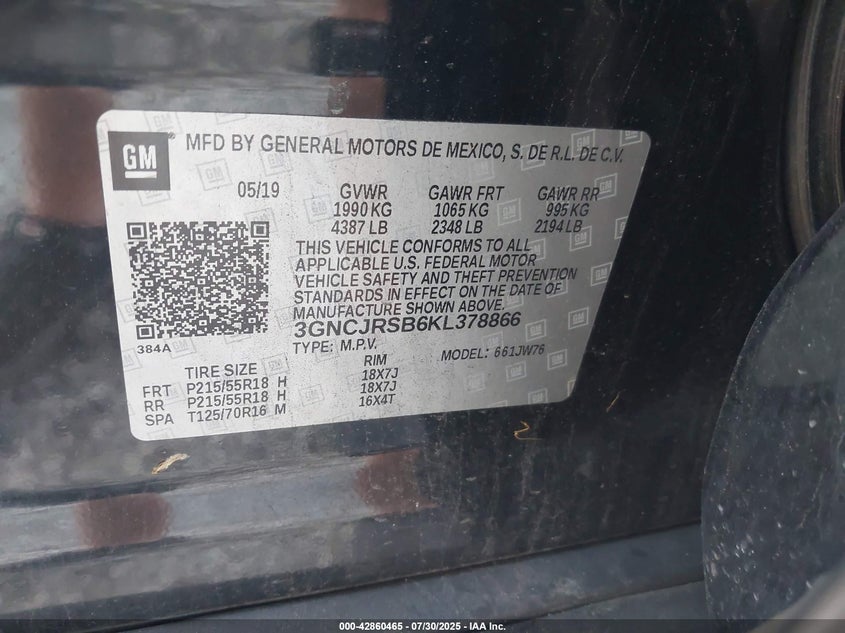 GM
MFD BY GENERAL MOTORS DE MEXICO, S. DE R.L. DE C.V.
05/19 GVWR GAWR FRT GAWR RR
1990 KG 1065 KG 995 KG
4387 LB 2348 LB 2194 LB
THIS VEHICLE CONFORMS TO ALL
APPLICABLE U.S. FEDERAL MOTOR
VEHICLE SAFETY AND THEFT PREVENTION
STANDARDS IN EFFECT ON THE DATE OF
MANUFACTURE SHOWN ABOVE.
3GNCJRSB6KL378866
384A TYPE: M.P.V. MODEL: 661JW76
TIRE SIZE RIM
FRT P215/55R18 H 18X7J
RR P215/55R18 H 18X7J
SPA T125/70R16 M 16X4T
000-42860465 - 07/30/2025 - IAA Inc.